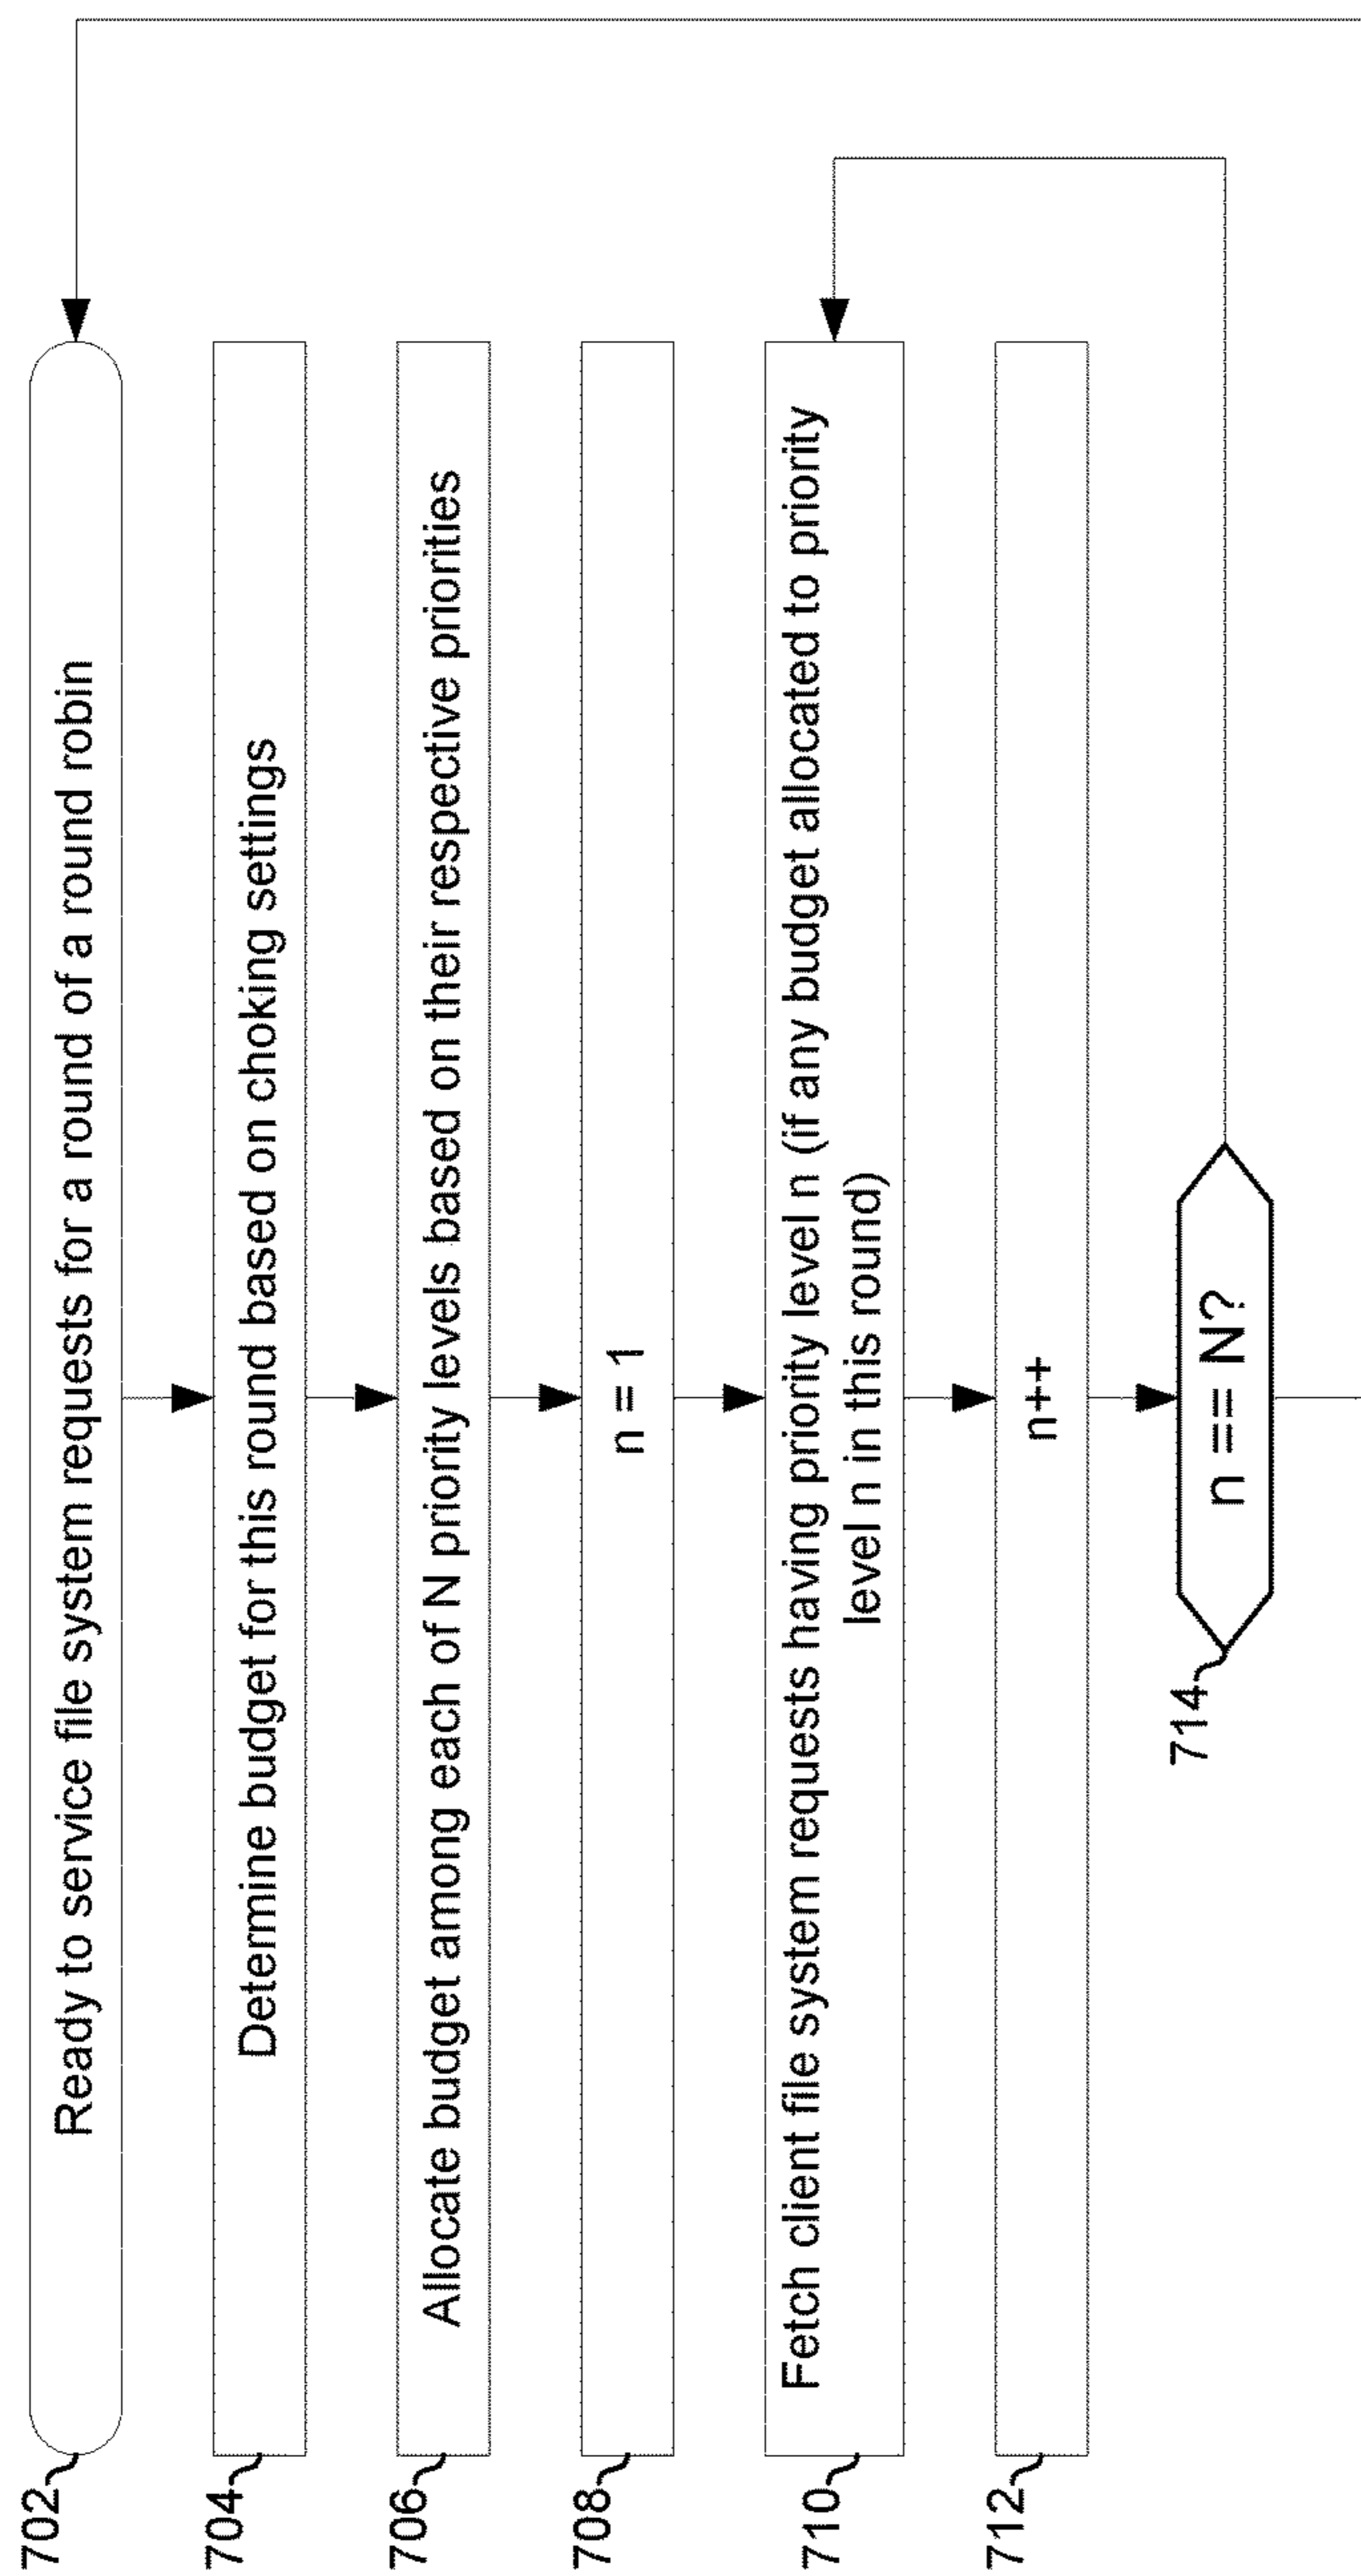 702
Ready to service file system requests for a round of a round robin
704
Determine budget for this round based on choking settings
706
Allocate budget among each of N priority levels based on their respective priorities
708
n = 1
710
Fetch client file system requests having priority level n (if any budget allocated to priority
level n in this round)
712
n++
714
n == N?